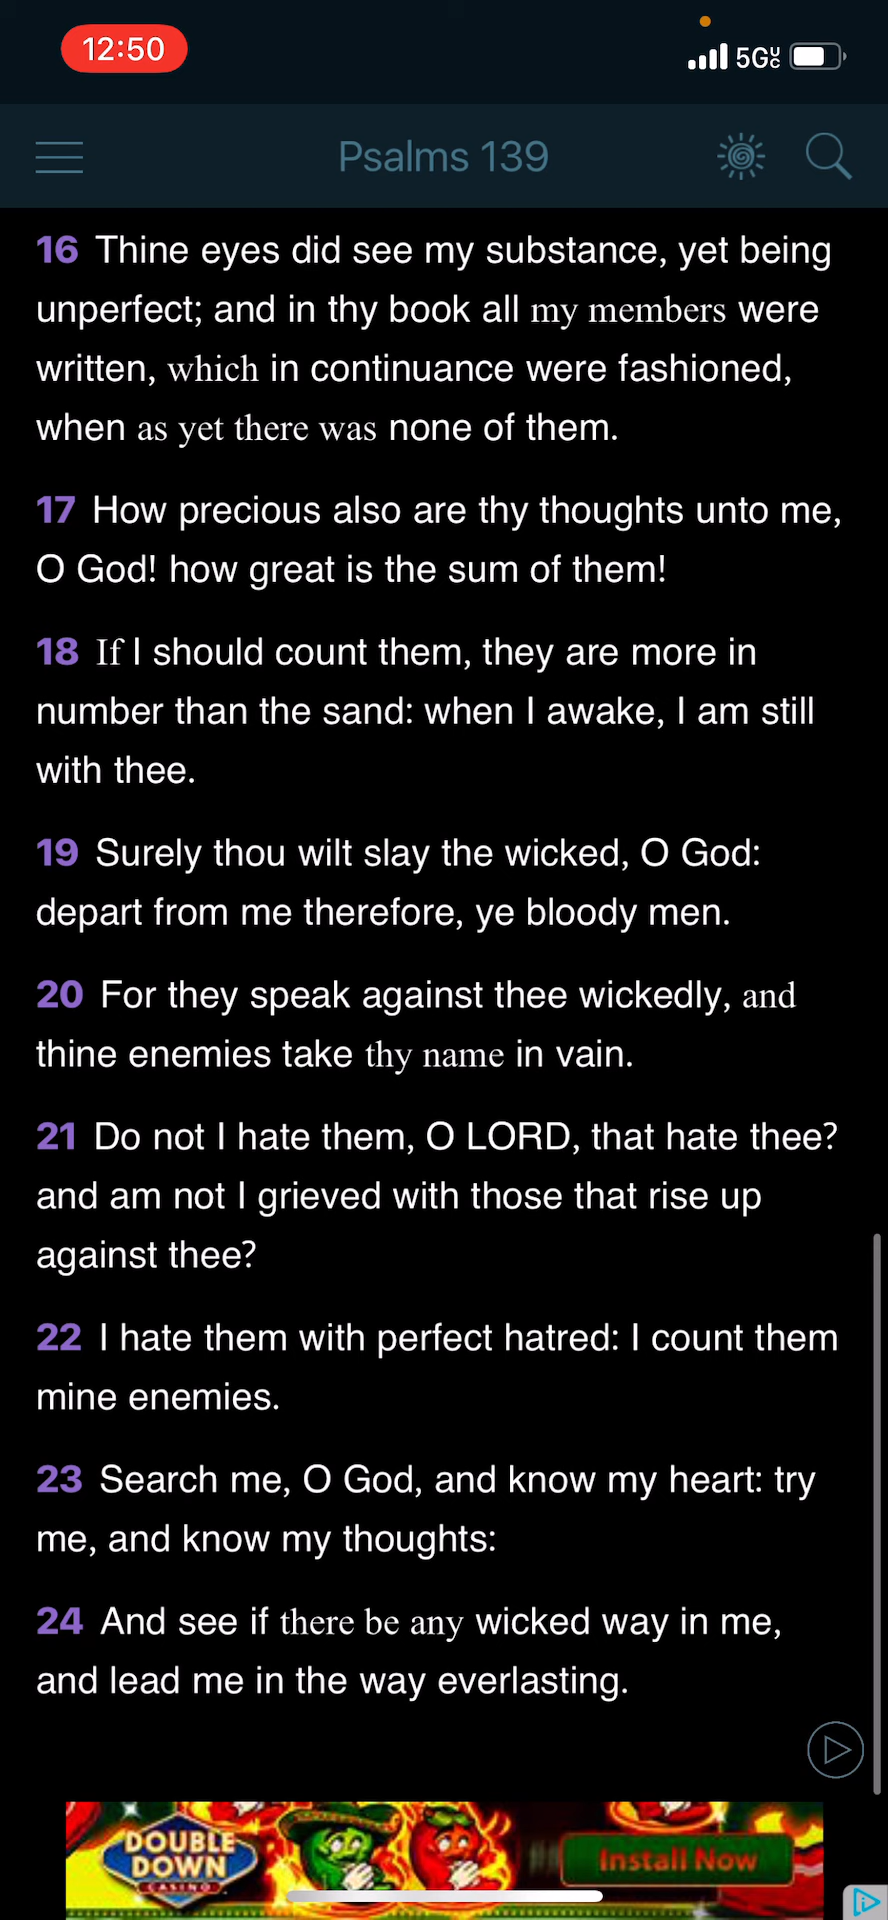 12:50
5G UC
Psalms 139
16 Thine eyes did see my substance, yet being
unperfect; and in thy book all my members were
written, which in continuance were fashioned,
when as yet there was none of them.
17 How precious also are thy thoughts unto me,
O God! how great is the sum of them!
18 If I should count them, they are more in
number than the sand: when I awake, I am still
with thee.
19 Surely thou wilt slay the wicked, O God:
depart from me therefore, ye bloody men.
20 For they speak against thee wickedly, and
thine enemies take thy name in vain.
21 Do not I hate them, O LORD, that hate thee?
and am not I grieved with those that rise up
against thee?
22 I hate them with perfect hatred: I count them
mine enemies.
23 Search me, O God, and know my heart: try
me, and know my thoughts:
24 And see if there be any wicked way in me,
and lead me in the way everlasting.
DOUBLE
DOWN
CASINO
Install Now